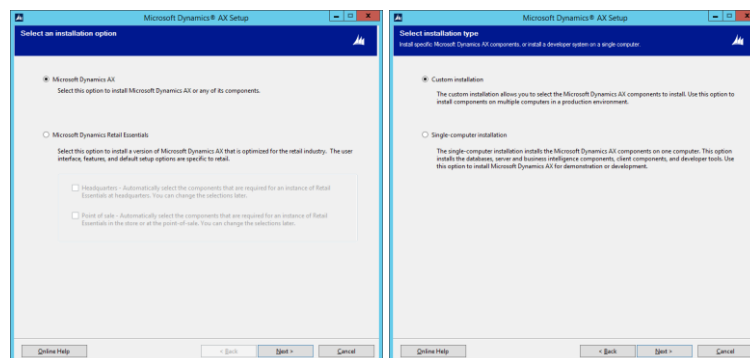 Microsoft Dynamics® AX Setup
Select an installation option
Microsoft Dynamics AX
Select this option to install Microsoft Dynamics AX or any of its components.
Microsoft Dynamics Retail Essentials
Select this option to install a version of Microsoft Dynamics AX that is optimized for the retail industry. The user
interface, features, and default setup options are specific to retail.
Headquarters - Automatically select the components that are required for an instance of Retail
Essentials at headquarters. You can change the selections later.
Point of sale - Automatically select the components that are required for an instance of Retail
Essentials in the store or at the point-of-sale. You can change the selections later.
Online Help
< Back
Next >
Cancel
Microsoft Dynamics® AX Setup
Select installation type
Install specific Microsoft Dynamics AX components, or install a developer system on a single computer.
Custom installation
The custom installation allows you to select the Microsoft Dynamics AX components to install. Use this option to
install components on multiple computers in a production environment.
Single-computer installation
The single-computer installation installs the Microsoft Dynamics AX components on one computer. This option
installs the databases, server and business intelligence components, client components, and developer tools. Use
this option to install Microsoft Dynamics AX for demonstration or development.
Online Help
< Back
Next >
Cancel